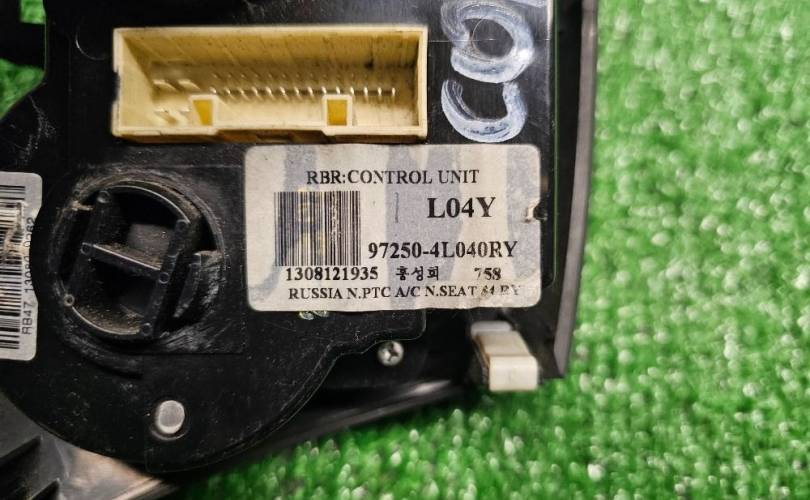 RBR:CONTROL UNIT
L04Y
97250-4L040RY
1308121935 홍성희 758
RUSSIA N.PTC A/C N.SEAT